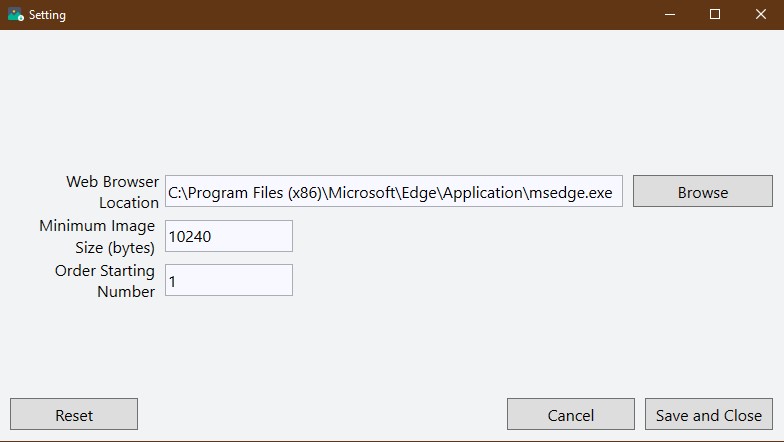 Setting
Web Browser
Location
C:\Program Files (x86)\Microsoft\Edge\Application\msedge.exe
Browse
Minimum Image
Size (bytes)
10240
Order Starting
Number
1
Reset
Cancel
Save and Close